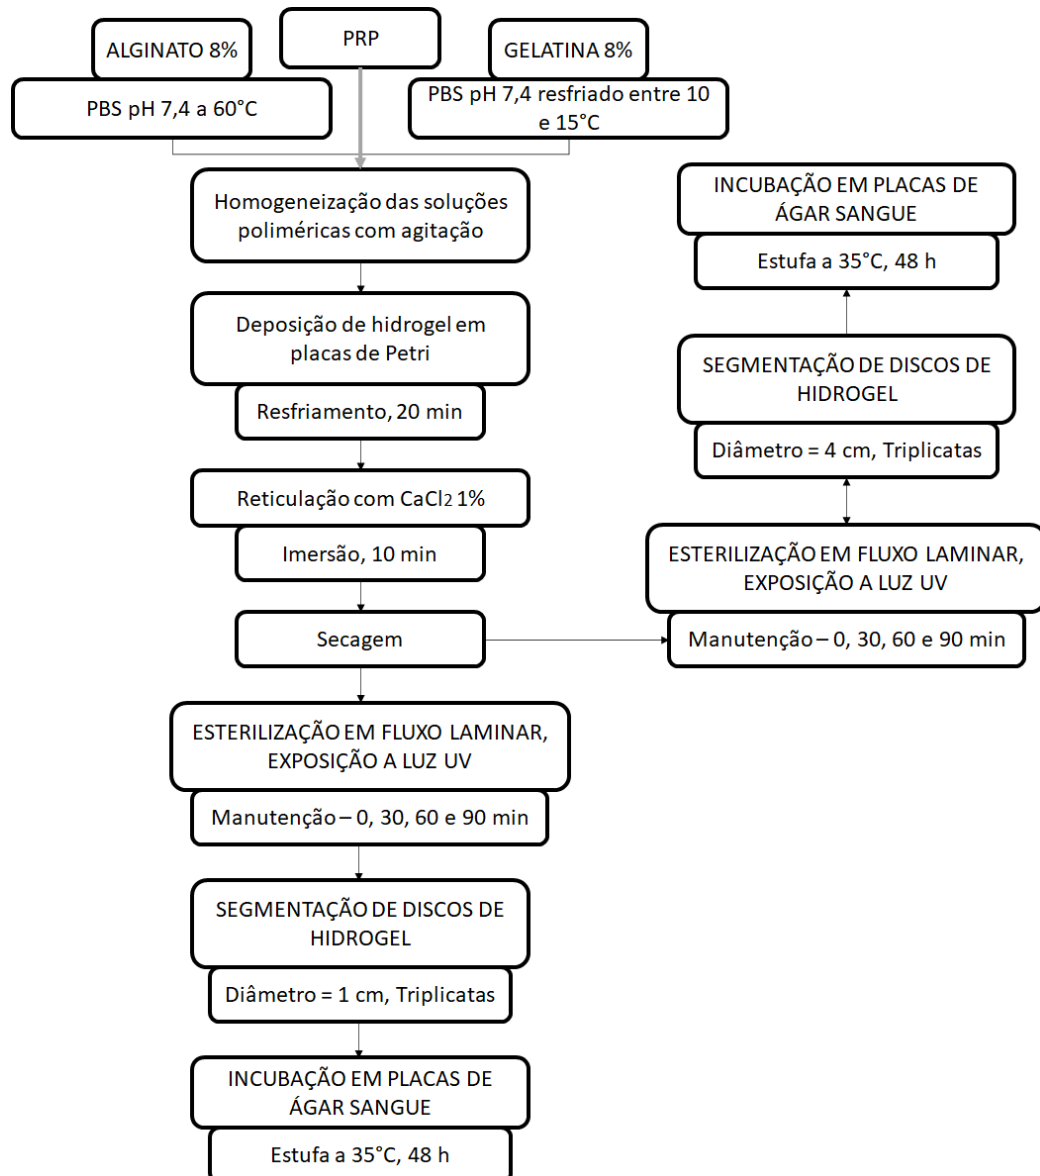 ALGINATO 8%
PBS pH 7,4 a 60°C
PRP
GELATINA 8%
PBS pH 7,4 resfriado entre 10
e 15°C
Homogeneização das soluções
poliméricas com agitação
Deposição de hidrogel em
placas de Petri
Resfriamento, 20 min
Reticulação com CaCl2 1%
Imersão, 10 min
Secagem
ESTERILIZAÇÃO EM FLUXO LAMINAR,
EXPOSIÇÃO A LUZ UV
Manutenção – 0, 30, 60 e 90 min
SEGMENTAÇÃO DE DISCOS DE
HIDROGEL
Diâmetro = 1 cm, Triplicatas
INCUBAÇÃO EM PLACAS DE
ÁGAR SANGUE
Estufa a 35°C, 48 h
INCUBAÇÃO EM PLACAS DE
ÁGAR SANGUE
Estufa a 35°C, 48 h
SEGMENTAÇÃO DE DISCOS DE
HIDROGEL
Diâmetro = 4 cm, Triplicatas
ESTERILIZAÇÃO EM FLUXO LAMINAR,
EXPOSIÇÃO A LUZ UV
Manutenção – 0, 30, 60 e 90 min